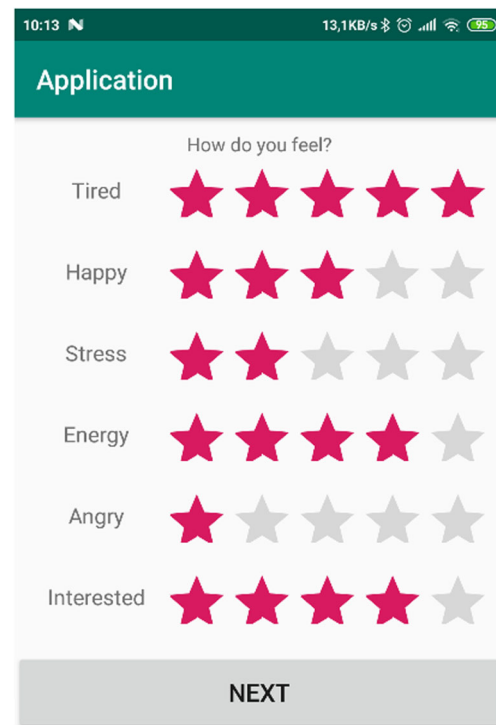 10:13 N 13,1KB/s 95
Application
How do you feel?
Tired
Happy
Stress
Energy
Angry
Interested
NEXT